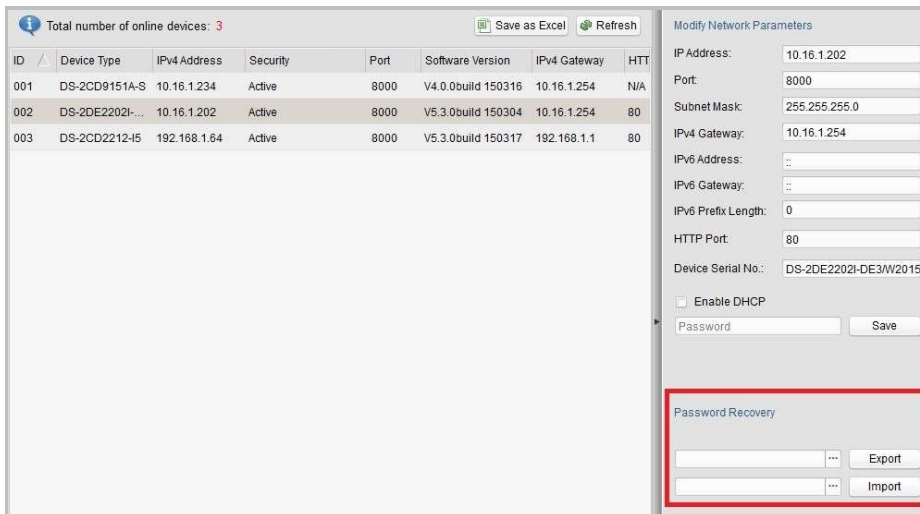 Total number of online devices: 3
Save as Excel
Refresh
ID Device Type IPv4 Address Security Port Software Version IPv4 Gateway HTT
001 DS-2CD9151A-S 10.16.1.234 Active 8000 V4.0.0build 150316 10.16.1.254 N/A
002 DS-2DE2202I-... 10.16.1.202 Active 8000 V5.3.0build 150304 10.16.1.254 80
003 DS-2CD2212-I5 192.168.1.64 Active 8000 V5.3.0build 150317 192.168.1.1 80
Modify Network Parameters
IP Address: 10.16.1.202
Port: 8000
Subnet Mask: 255.255.255.0
IPv4 Gateway: 10.16.1.254
IPv6 Address: ::
IPv6 Gateway: ::
IPv6 Prefix Length: 0
HTTP Port: 80
Device Serial No.: DS-2DE2202I-DE3/W2015
Enable DHCP
Password Save
Password Recovery
... Export
... Import